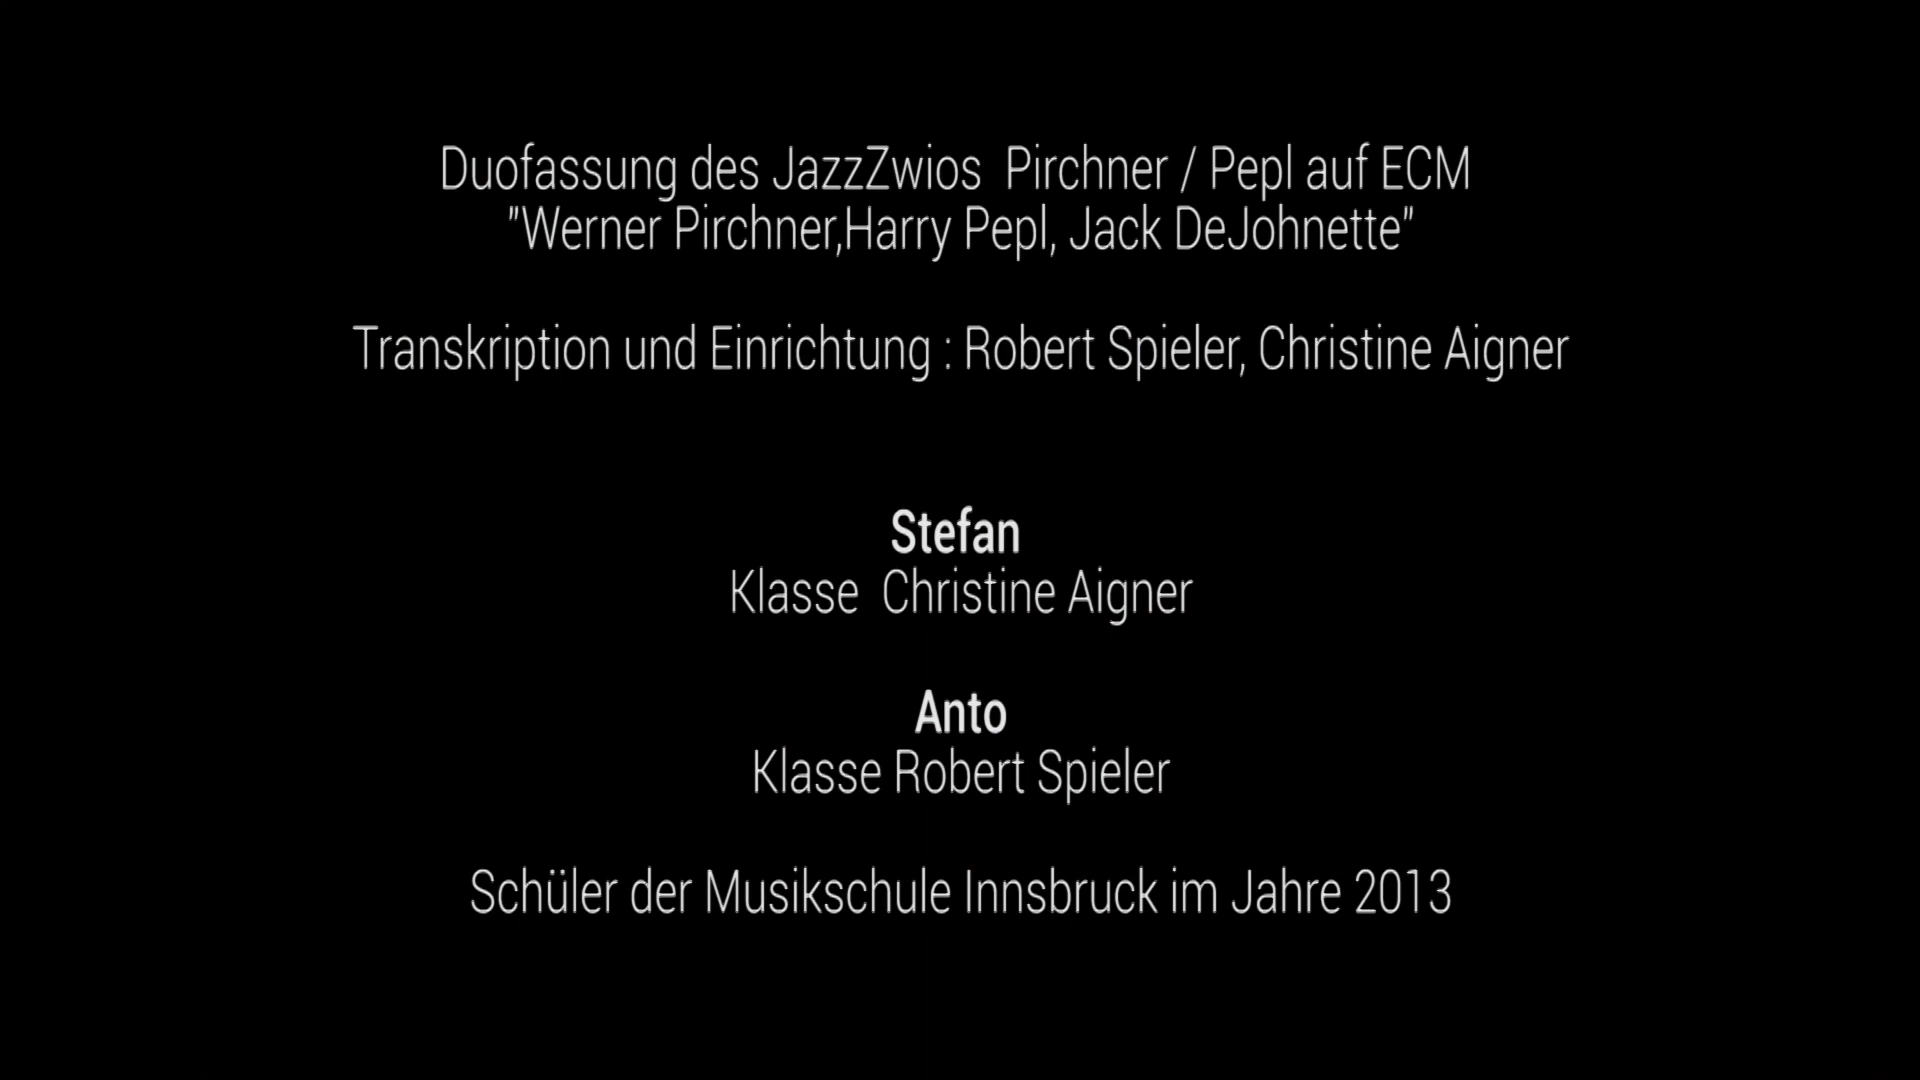 Duofassung des JazzZwios  Pirchner / Pepl auf ECM
"Werner Pirchner,Harry Pepl, Jack DeJohnette"
Transkription und Einrichtung : Robert Spieler, Christine Aigner
Stefan
Klasse  Christine Aigner
Anto
Klasse Robert Spieler
Schüler der Musikschule Innsbruck im Jahre 2013